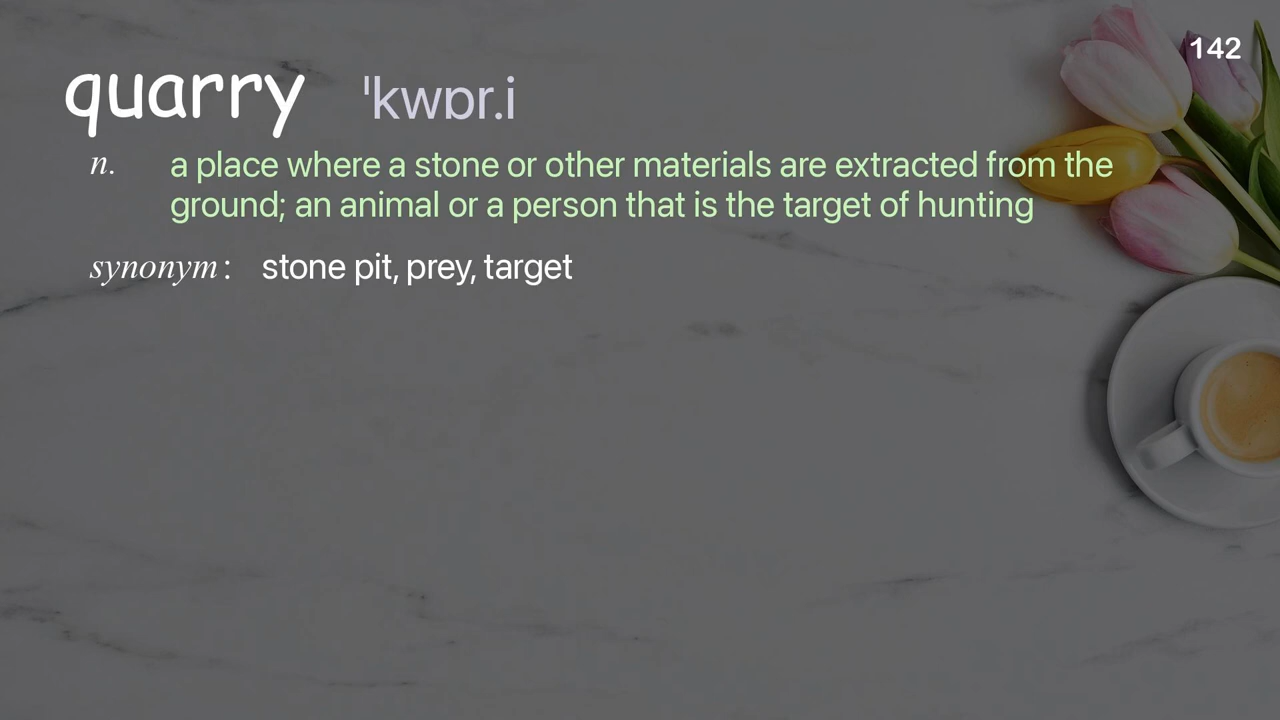 142
quarry ˈkwɒr.i
n. a place where a stone or other materials are extracted from the
ground; an animal or a person that is the target of hunting
synonym: stone pit, prey, target